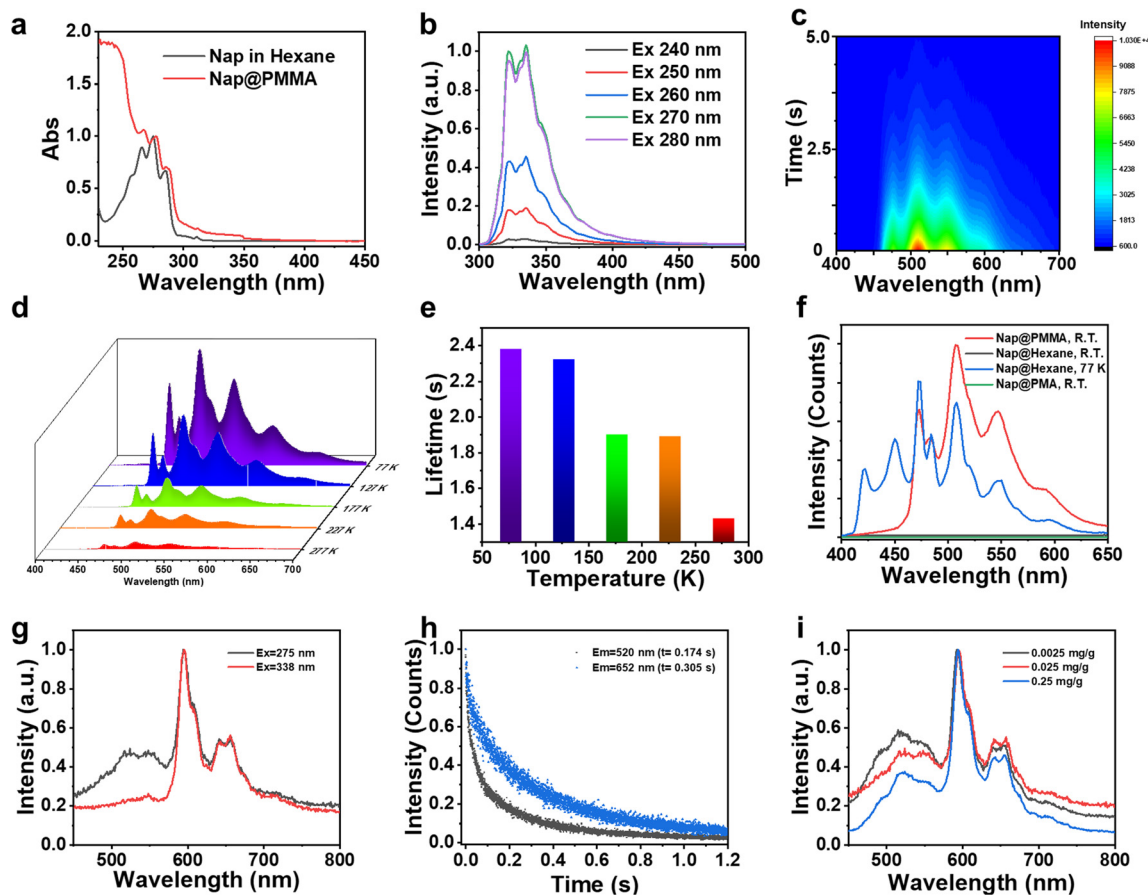 a
Nap in Hexane
Nap@PMMA
Abs
2.0
1.5
1.0
0.5
0.0
250 300 350 400 450
Wavelength (nm)
b
Ex 240 nm
Ex 250 nm
Ex 260 nm
Ex 270 nm
Ex 280 nm
Intensity (a.u.)
1.0
0.8
0.6
0.4
0.2
0.0
300 350 400 450 500
Wavelength (nm)
c
Time (s)
5.0
2.5
0
400 500 600 700
Wavelength (nm)
Intensity
1.030E+4
9088
7875
6663
5450
4238
3025
1813
600.0
d
77 K
127 K
177 K
227 K
277 K
400 450 500 550 600 650 700
Wavelength (nm)
e
Lifetime (s)
2.4
2.2
2.0
1.8
1.6
1.4
50 100 150 200 250 300
Temperature (K)
f
Nap@PMMA, R.T.
Nap@Hexane, R.T.
Nap@Hexane, 77 K
Nap@PMA, R.T.
Intensity (Counts)
400 450 500 550 600 650
Wavelength (nm)
g
Ex=275 nm
Ex=338 nm
Intensity (a.u.)
1.0
0.8
0.6
0.4
0.2
0.0
500 600 700 800
Wavelength (nm)
h
Em=520 nm (t= 0.174 s)
Em=652 nm (t= 0.305 s)
Intensity (Counts)
0.0 0.2 0.4 0.6 0.8 1.0 1.2
Time (s)
i
0.0025 mg/g
0.025 mg/g
0.25 mg/g
Intensity (a.u.)
1.0
0.8
0.6
0.4
0.2
0.0
500 600 700 800
Wavelength (nm)